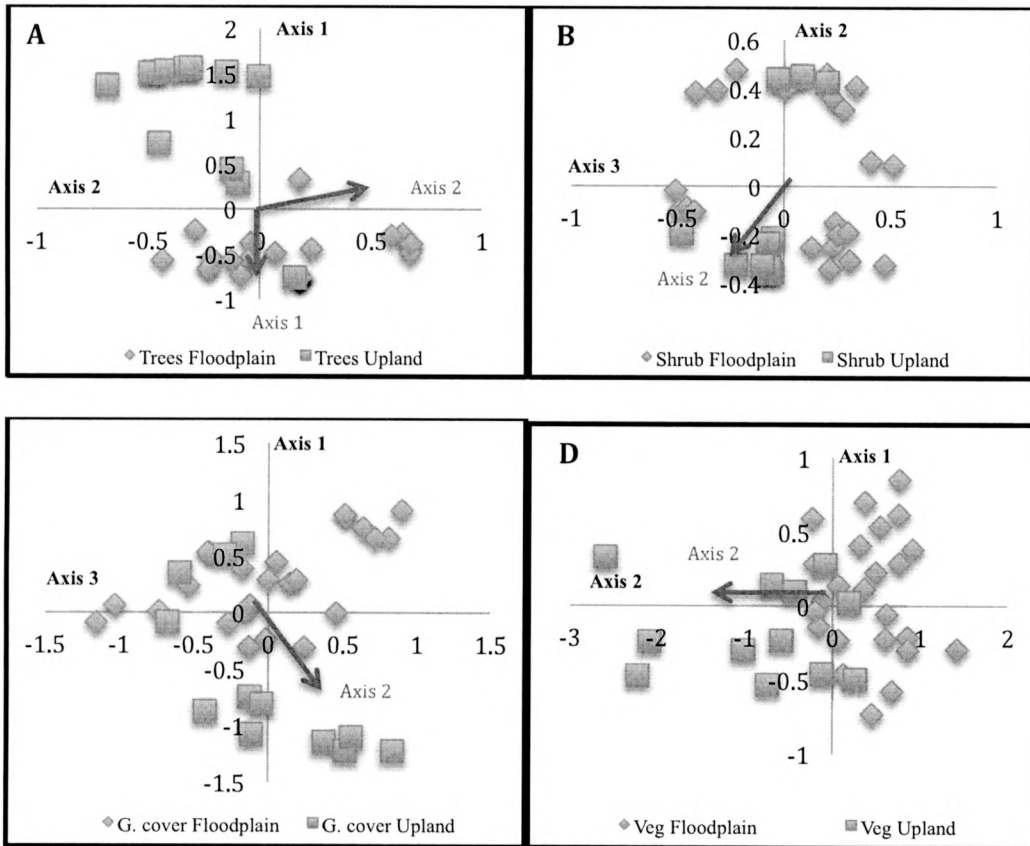 A
Axis 1
2
1.5
1
0.5
0
-0.5
-1
Axis 2
Axis 2
-1
-0.5
0.5
1
Axis 1
Trees Floodplain Trees Upland
B
Axis 2
0.6
0.4
0.2
0
-0.2
-0.4
Axis 3
-1
-0.5
0
0.5
1
Axis 2
Shrub Floodplain Shrub Upland
1.5
Axis 1
1
0.5
0
-0.5
-1
-1.5
Axis 3
-1.5
-1
-0.5
0
0.5
1
1.5
Axis 2
G. cover Floodplain G. cover Upland
D
1
Axis 1
0.5
0
-0.5
-1
Axis 2
Axis 2
-3
-2
-1
0
1
2
Veg Floodplain Veg Upland